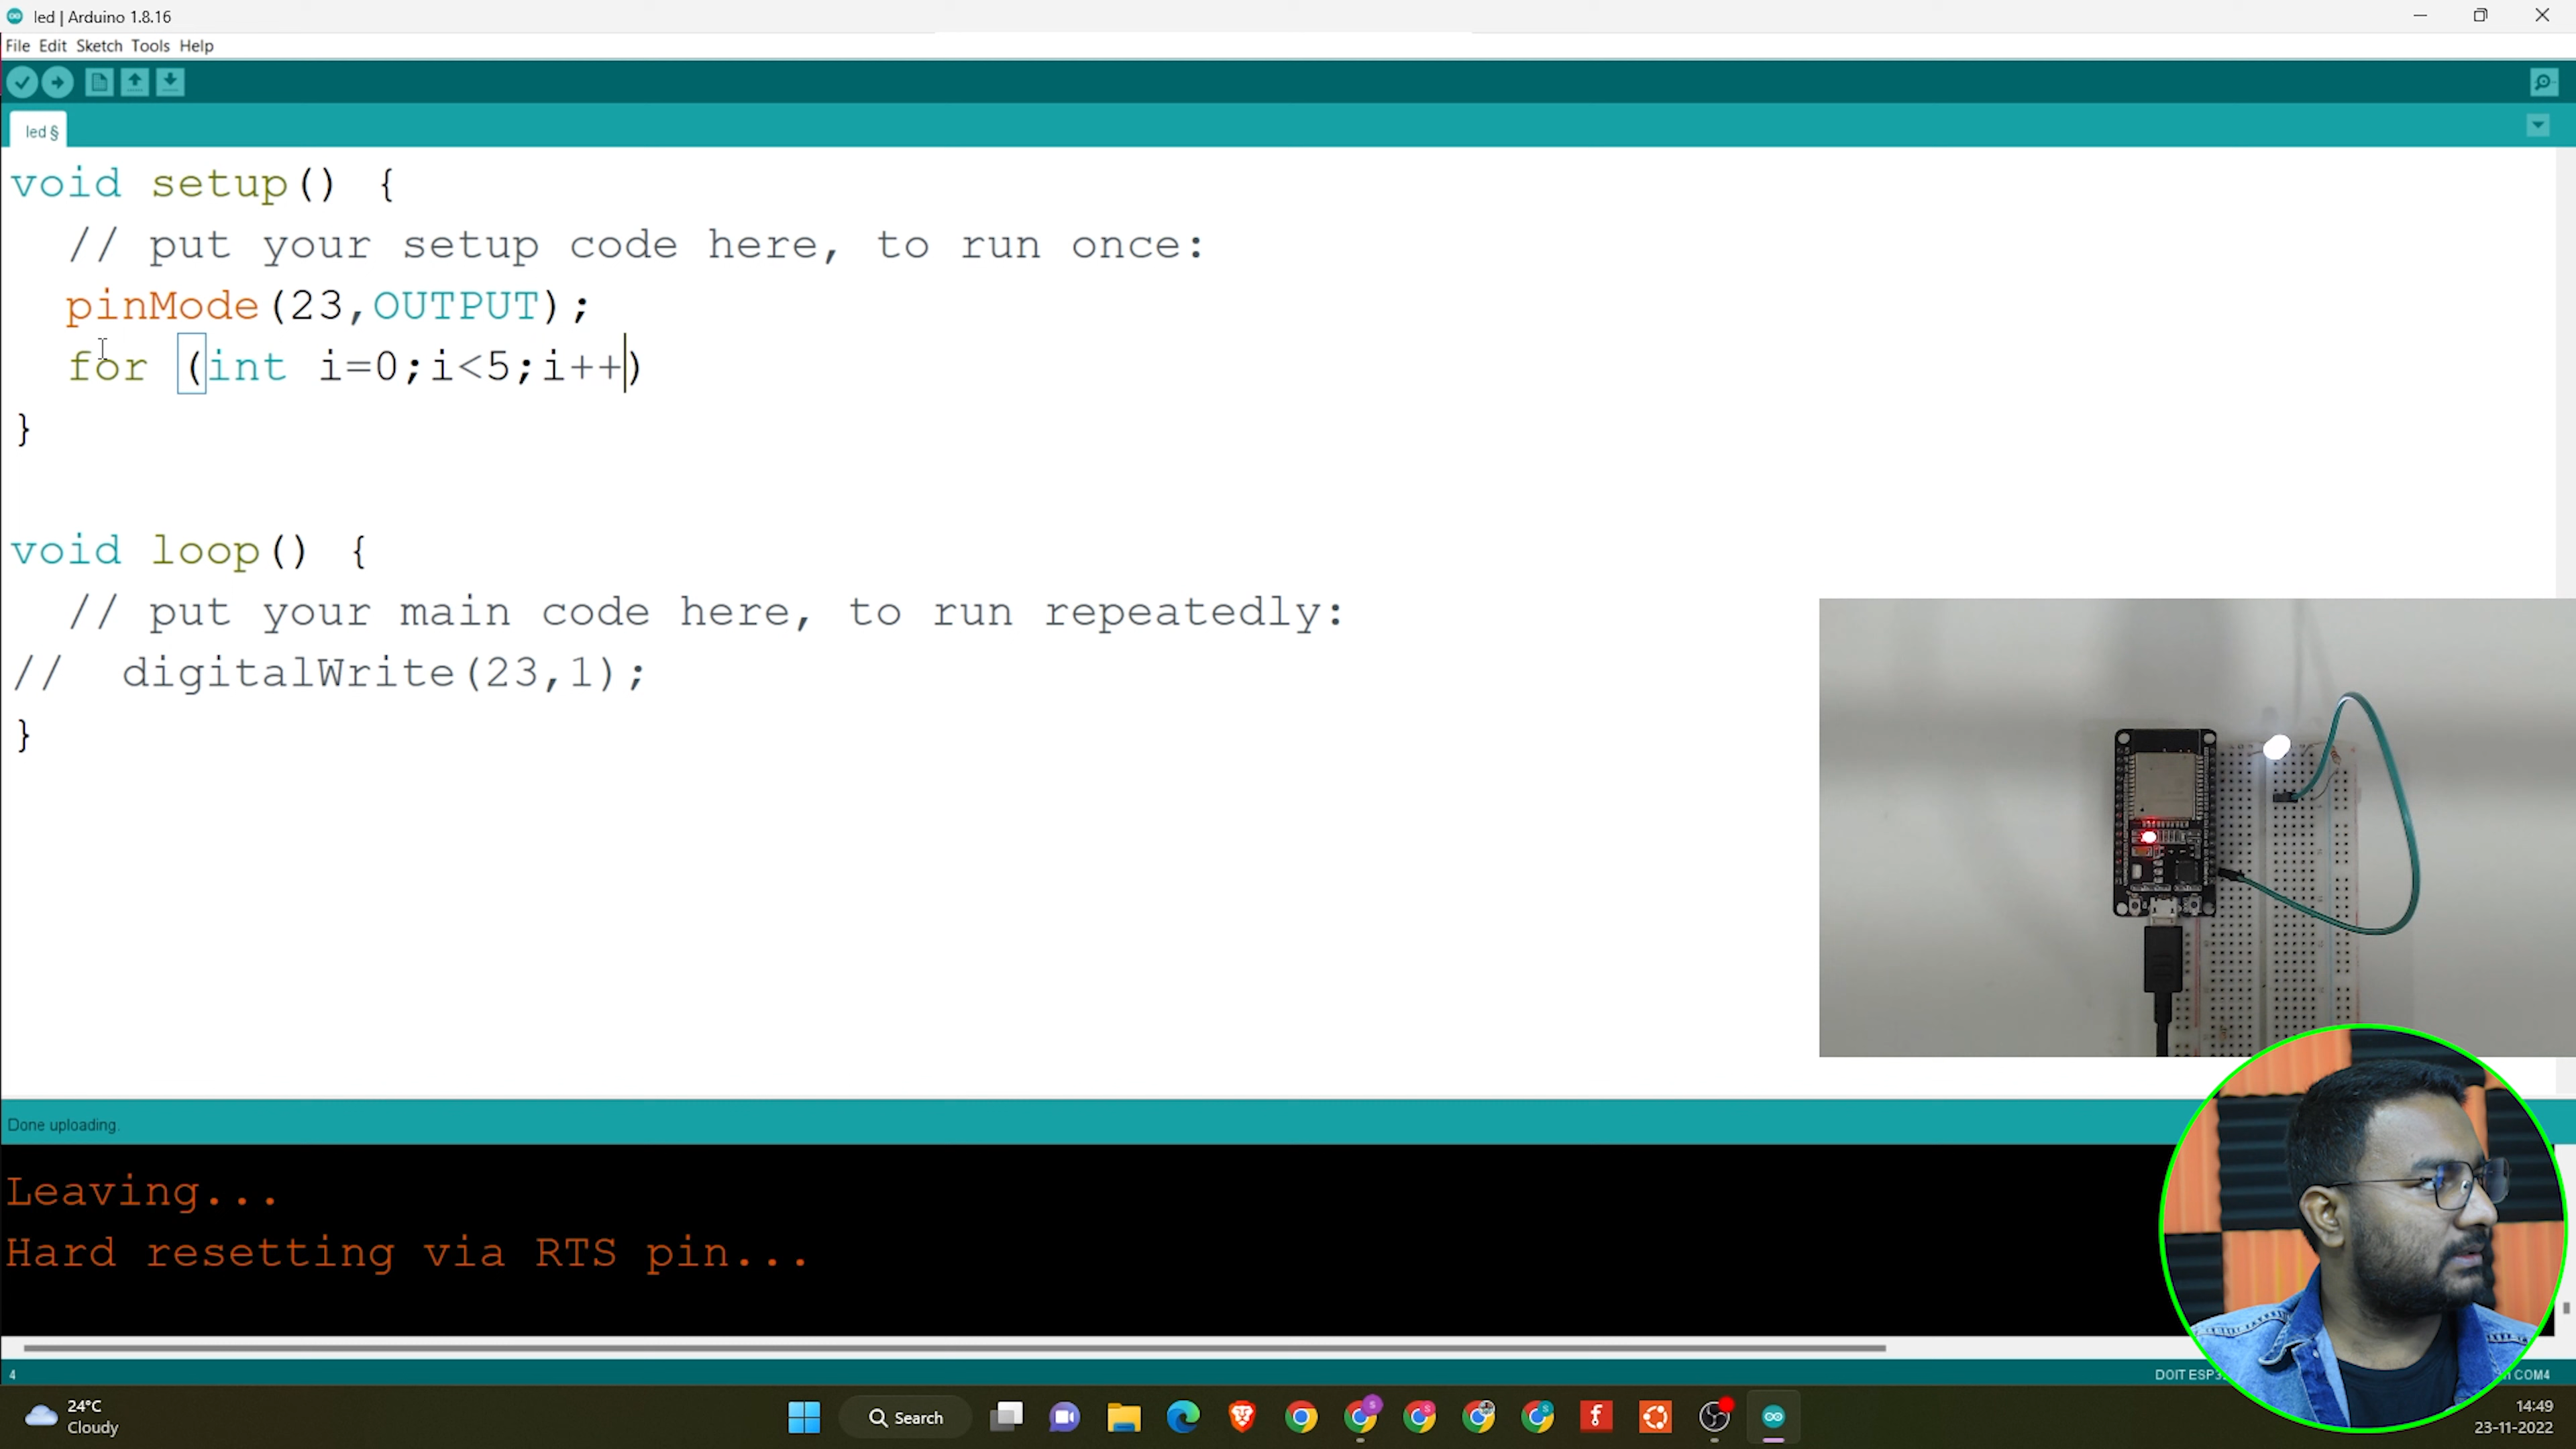 led | Arduino 1.8.16
File Edit Sketch Tools Help
led §
void setup() {
// put your setup code here, to run once:
pinMode(23,OUTPUT);
for (int i=0;i<5;i++)
}
void loop() {
// put your main code here, to run repeatedly:
//  digitalWrite(23,1);
}
Done uploading.
Leaving...
Hard resetting via RTS pin...
4
DOIT
COM4
24°C
Cloudy
Search
14:49
23-11-2022